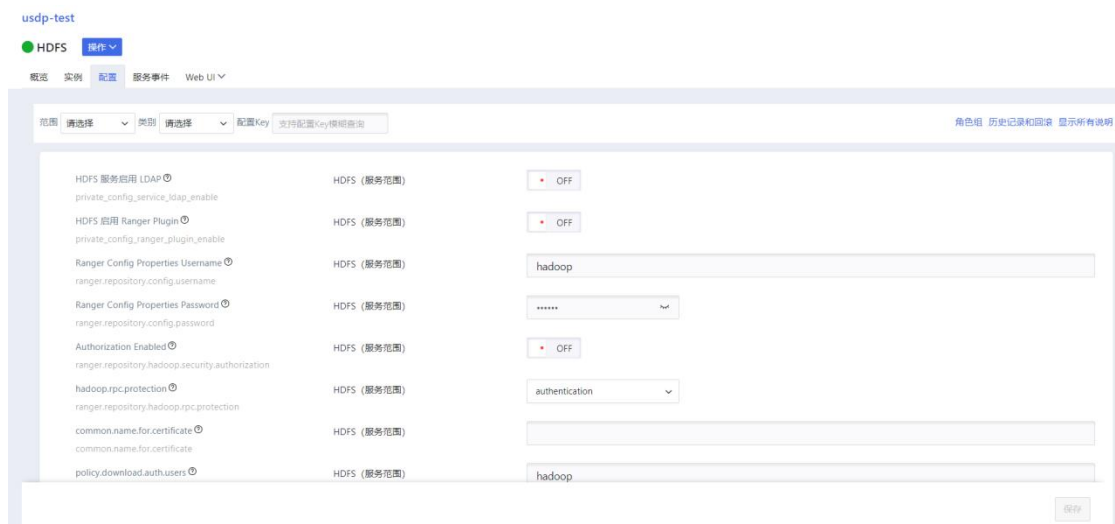 usdp-test
HDFS 操作
概览 实例 配置 服务事件 Web UI
范围 请选择 类别 请选择 配置Key 支持配置Key模糊查询 角色组 历史记录和回滚 显示所有说明
HDFS 服务启用 LDAP HDFS (服务范围) OFF
private_config_service_ldap_enable
HDFS 启用 Ranger Plugin HDFS (服务范围) OFF
private_config_ranger_plugin_enable
Ranger Config Properties Username HDFS (服务范围) hadoop
ranger.repository.config.username
Ranger Config Properties Password HDFS (服务范围) ••••••
ranger.repository.config.password
Authorization Enabled HDFS (服务范围) OFF
ranger.repository.hadoop.security.authorization
hadoop.rpc.protection HDFS (服务范围) authentication
ranger.repository.hadoop.rpc.protection
common.name.for.certificate HDFS (服务范围)
common.name.for.certificate
policy.download.auth.users HDFS (服务范围) hadoop
保存